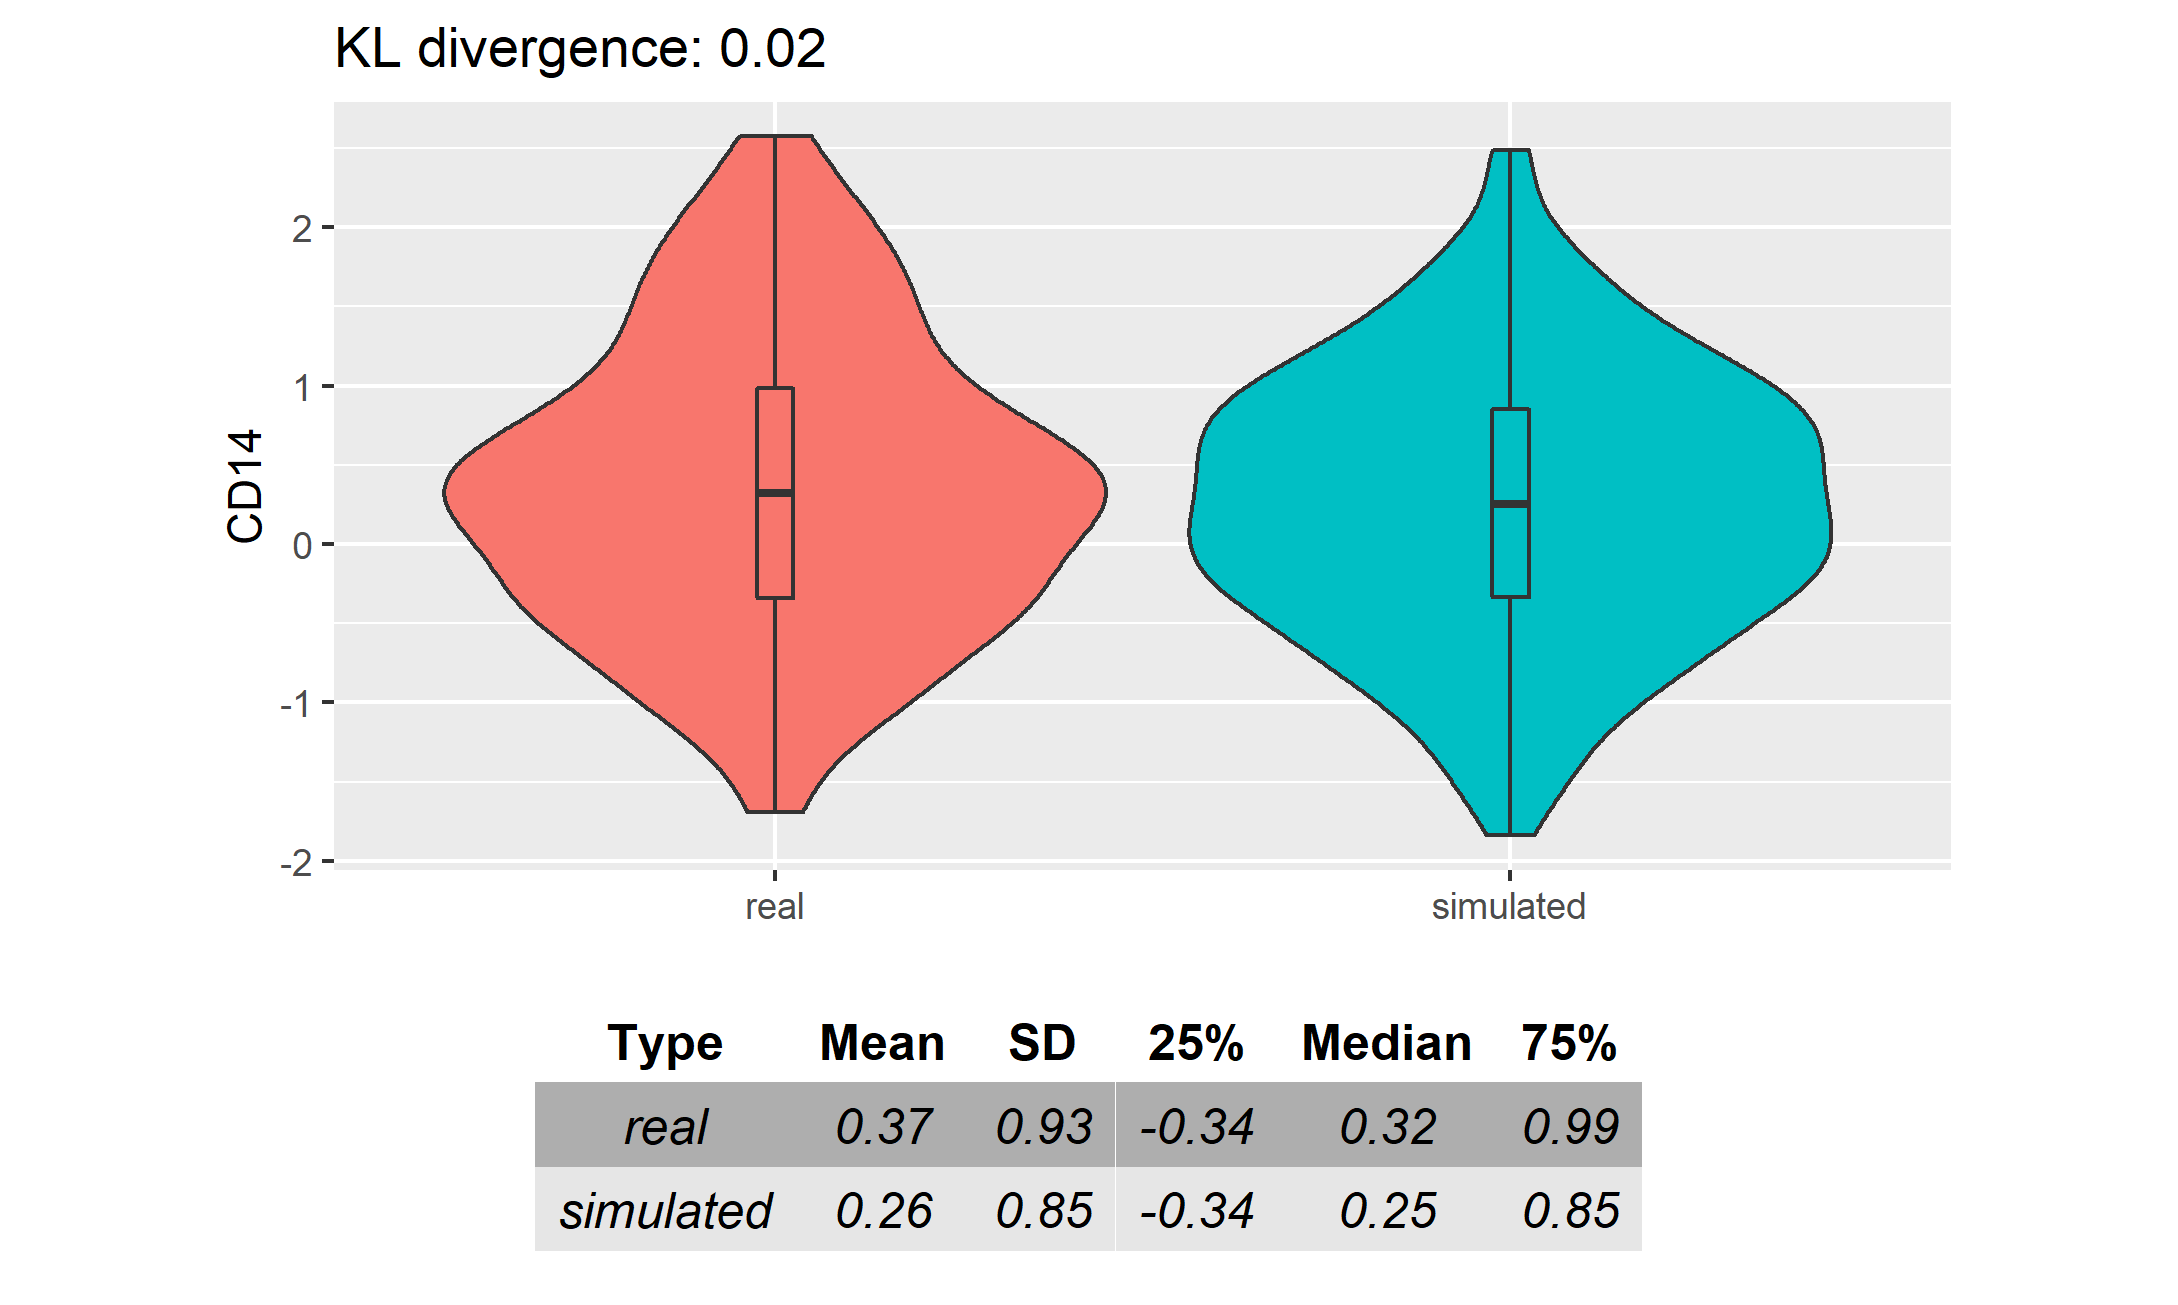 KL divergence: 0.02
2
1
0
-1
-2
CD14
real simulated
Type Mean SD 25% Median 75%
real 0.37 0.93 -0.34 0.32 0.99
simulated 0.26 0.85 -0.34 0.25 0.85